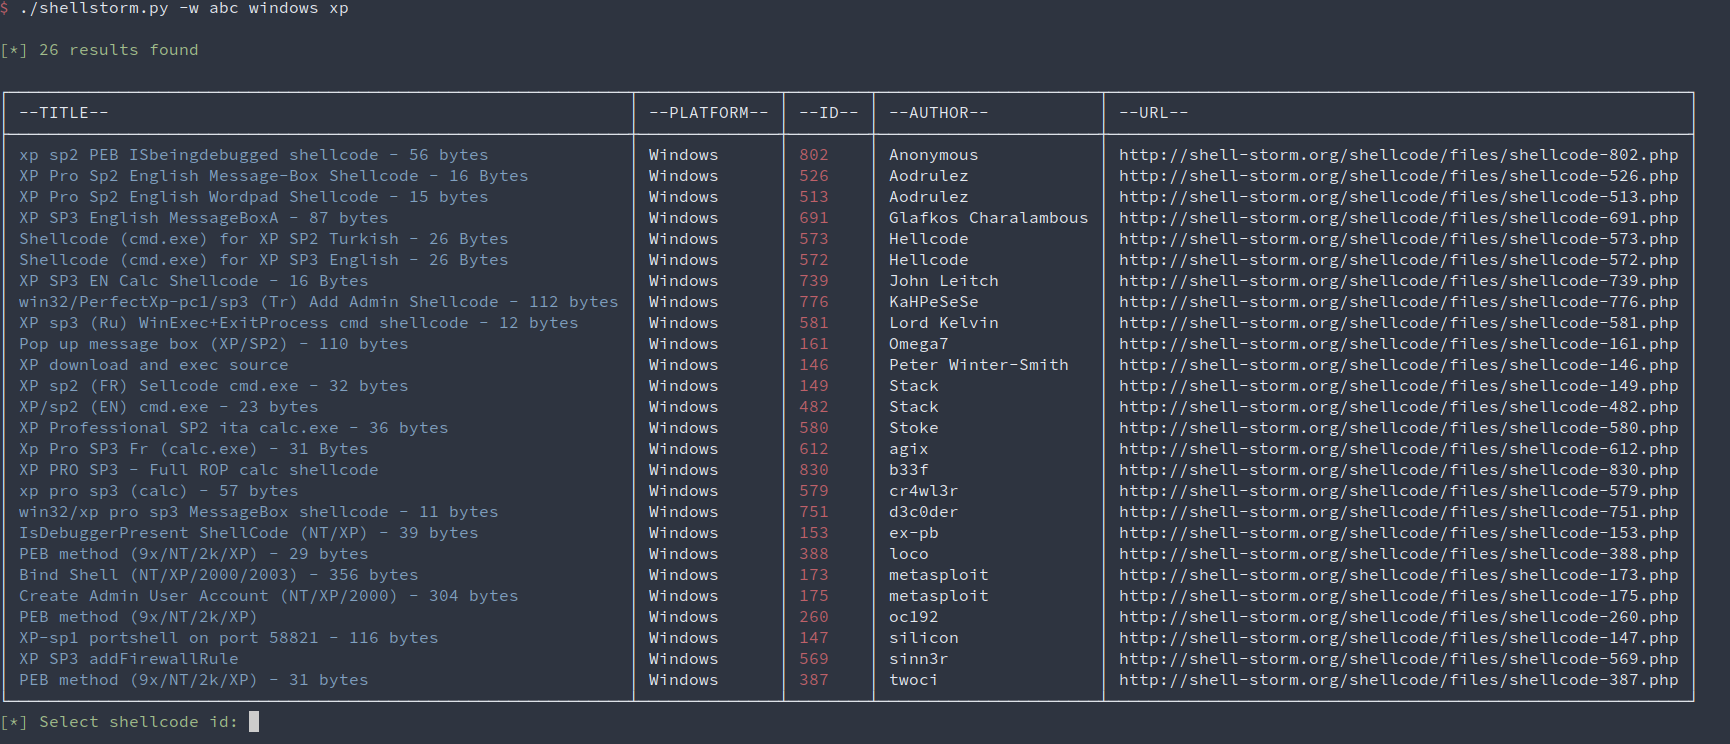 $ ./shellstorm.py -w abc windows xp
[*] 26 results found
--TITLE-- --PLATFORM-- --ID-- --AUTHOR-- --URL--
xp sp2 PEB ISbeingdebugged shellcode - 56 bytes Windows 802 Anonymous http://shell-storm.org/shellcode/files/shellcode-802.php
XP Pro Sp2 English Message-Box Shellcode - 16 Bytes Windows 526 Aodrulez http://shell-storm.org/shellcode/files/shellcode-526.php
XP Pro Sp2 English Wordpad Shellcode - 15 bytes Windows 513 Aodrulez http://shell-storm.org/shellcode/files/shellcode-513.php
XP SP3 English MessageBoxA - 87 bytes Windows 691 Glafkos Charalambous http://shell-storm.org/shellcode/files/shellcode-691.php
Shellcode (cmd.exe) for XP SP2 Turkish - 26 Bytes Windows 573 Hellcode http://shell-storm.org/shellcode/files/shellcode-573.php
Shellcode (cmd.exe) for XP SP3 English - 26 Bytes Windows 572 Hellcode http://shell-storm.org/shellcode/files/shellcode-572.php
XP SP3 EN Calc Shellcode - 16 Bytes Windows 739 John Leitch http://shell-storm.org/shellcode/files/shellcode-739.php
win32/PerfectXp-pc1/sp3 (Tr) Add Admin Shellcode - 112 bytes Windows 776 KaHPeSeSe http://shell-storm.org/shellcode/files/shellcode-776.php
XP sp3 (Ru) WinExec+ExitProcess cmd shellcode - 12 bytes Windows 581 Lord Kelvin http://shell-storm.org/shellcode/files/shellcode-581.php
Pop up message box (XP/SP2) - 110 bytes Windows 161 Omega7 http://shell-storm.org/shellcode/files/shellcode-161.php
XP download and exec source Windows 146 Peter Winter-Smith http://shell-storm.org/shellcode/files/shellcode-146.php
XP sp2 (FR) Sellcode cmd.exe - 32 bytes Windows 149 Stack http://shell-storm.org/shellcode/files/shellcode-149.php
XP/sp2 (EN) cmd.exe - 23 bytes Windows 482 Stack http://shell-storm.org/shellcode/files/shellcode-482.php
XP Professional SP2 ita calc.exe - 36 bytes Windows 580 Stoke http://shell-storm.org/shellcode/files/shellcode-580.php
Xp Pro SP3 Fr (calc.exe) - 31 Bytes Windows 612 agix http://shell-storm.org/shellcode/files/shellcode-612.php
XP PRO SP3 - Full ROP calc shellcode Windows 830 b33f http://shell-storm.org/shellcode/files/shellcode-830.php
xp pro sp3 (calc) - 57 bytes Windows 579 cr4wl3r http://shell-storm.org/shellcode/files/shellcode-579.php
win32/xp pro sp3 MessageBox shellcode - 11 bytes Windows 751 d3c0der http://shell-storm.org/shellcode/files/shellcode-751.php
IsDebuggerPresent ShellCode (NT/XP) - 39 bytes Windows 153 ex-pb http://shell-storm.org/shellcode/files/shellcode-153.php
PEB method (9x/NT/2k/XP) - 29 bytes Windows 388 loco http://shell-storm.org/shellcode/files/shellcode-388.php
Bind Shell (NT/XP/2000/2003) - 356 bytes Windows 173 metasploit http://shell-storm.org/shellcode/files/shellcode-173.php
Create Admin User Account (NT/XP/2000) - 304 bytes Windows 175 metasploit http://shell-storm.org/shellcode/files/shellcode-175.php
PEB method (9x/NT/2k/XP) Windows 260 oc192 http://shell-storm.org/shellcode/files/shellcode-260.php
XP-sp1 portshell on port 58821 - 116 bytes Windows 147 silicon http://shell-storm.org/shellcode/files/shellcode-147.php
XP SP3 addFirewallRule Windows 569 sinn3r http://shell-storm.org/shellcode/files/shellcode-569.php
PEB method (9x/NT/2k/XP) - 31 bytes Windows 387 twoci http://shell-storm.org/shellcode/files/shellcode-387.php
[*] Select shellcode id: